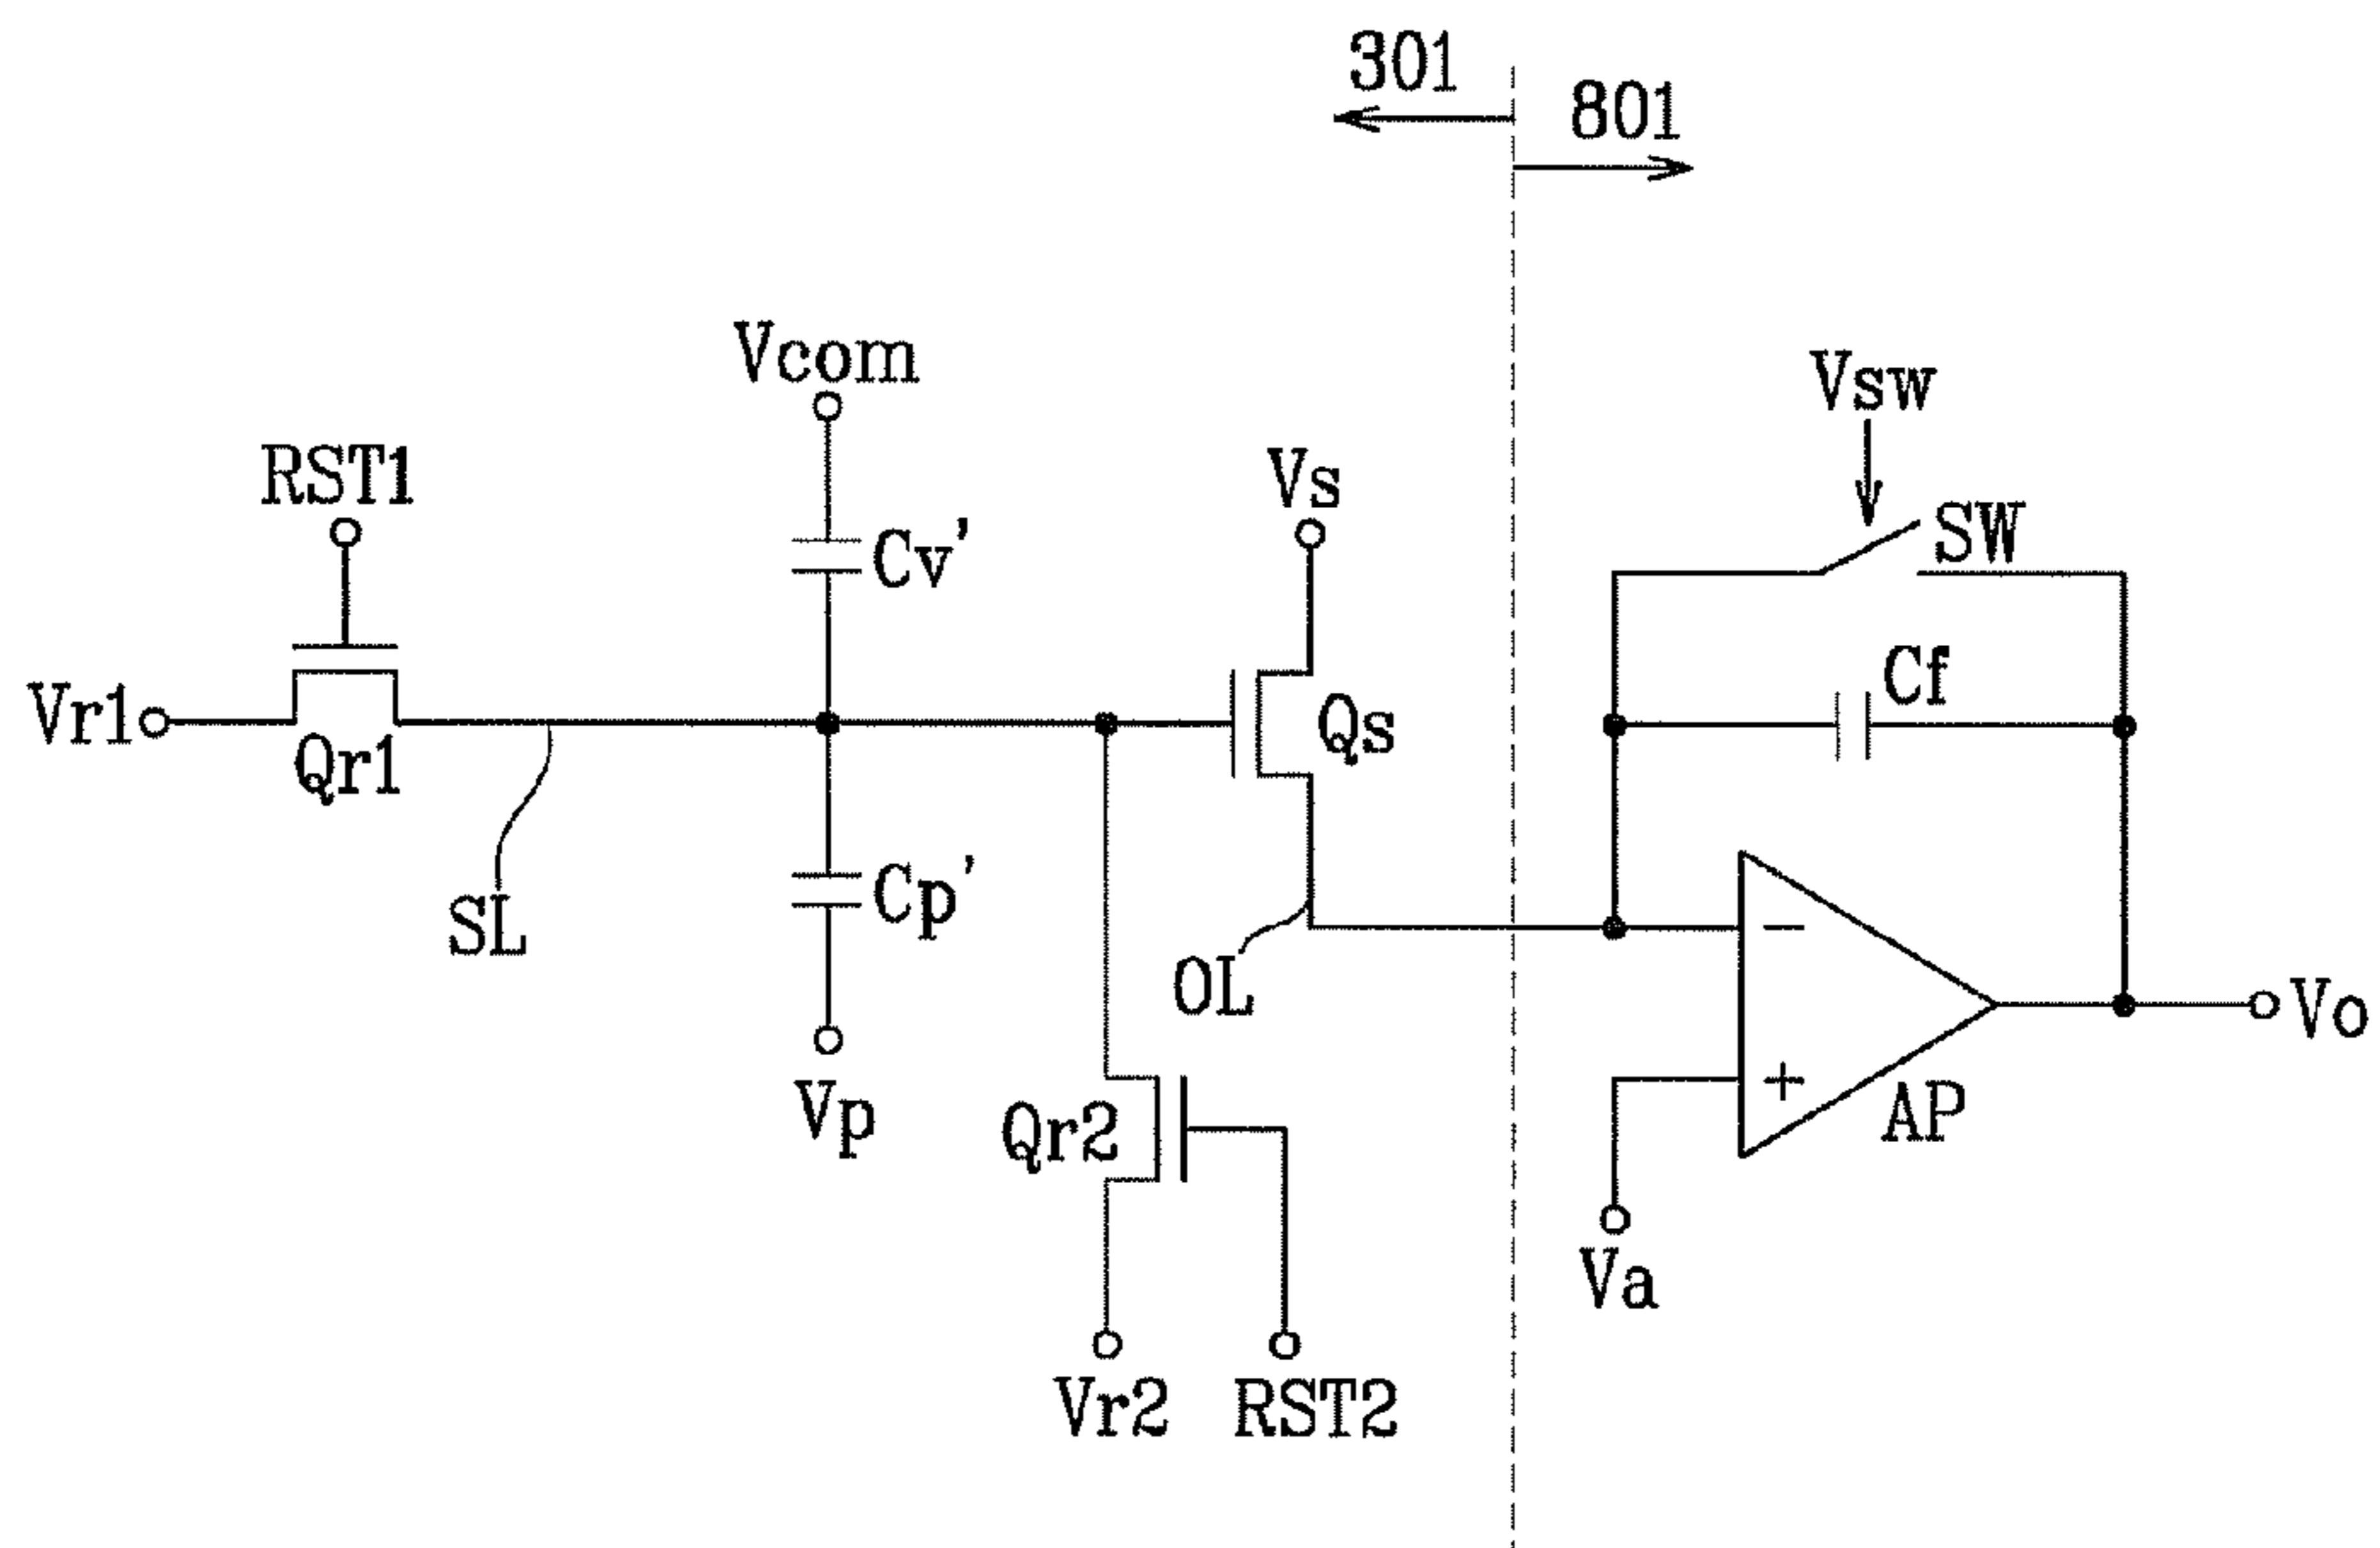 301
801
Vcom
Vsw
RST1
Vs
Cv'
SW
Cf
Vr1
Qr1
Qs
SL
Cp'
OL
−
Vo
Vp
Qr2
+
AP
Va
Vr2
RST2